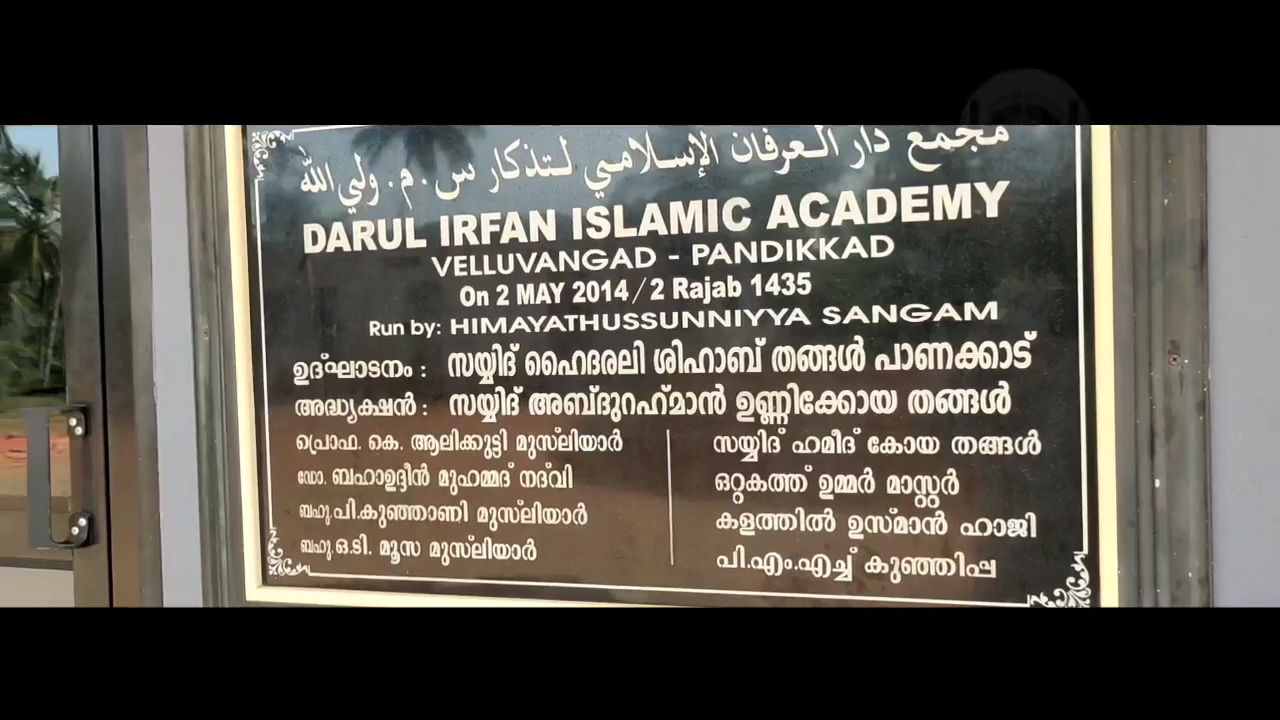 مجمع دار العرفان الإسلامي لتذكار س . م . ولي الله
DARUL IRFAN ISLAMIC ACADEMY
VELLUVANGAD - PANDIKKAD
On 2 MAY 2014 / 2 Rajab 1435
Run by: HIMAYATHUSSUNNIYYA SANGAM
ഉദ്ഘാടനം : സയ്യിദ് ഹൈദരലി ശിഹാബ് തങ്ങൾ പാണക്കാട്
അദ്ധ്യക്ഷൻ : സയ്യിദ് അബ്ദുറഹ്മാൻ ഉണ്ണിക്കോയ തങ്ങൾ
പ്രൊഫ. കെ. ആലിക്കുട്ടി മുസ്‌ലിയാർ
ഡോ. ബഹാഉദ്ദീൻ മുഹമ്മദ് നദ്‌വി
ബഹു.പി.കുഞ്ഞാണി മുസ്‌ലിയാർ
ബഹു.ഒ.ടി. മൂസ മുസ്‌ലിയാർ
സയ്യിദ് ഹമീദ് കോയ തങ്ങൾ
ഒറ്റകത്ത് ഉമ്മർ മാസ്റ്റർ
കളത്തിൽ ഉസ്മാൻ ഹാജി
പി.എം.എച്ച് കുഞ്ഞിപ്പ